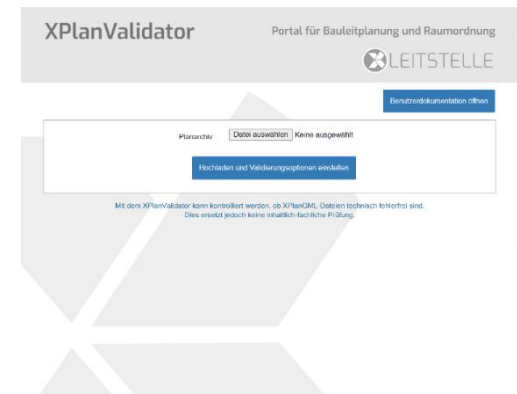 XPlanValidator
Portal für Bauleitplanung und Raumordnung
XLEITSTELLE
Benutzerdokumentation öffnen
Planarchiv: Datei auswählen Keine ausgewählt
Hochladen und Validierungsoptionen einstellen
Mit dem XPlanValidator kann kontrolliert werden, ob XPlanGML-Dateien technisch fehlerfrei sind.
Dies ersetzt jedoch keine inhaltlich-fachliche Prüfung.